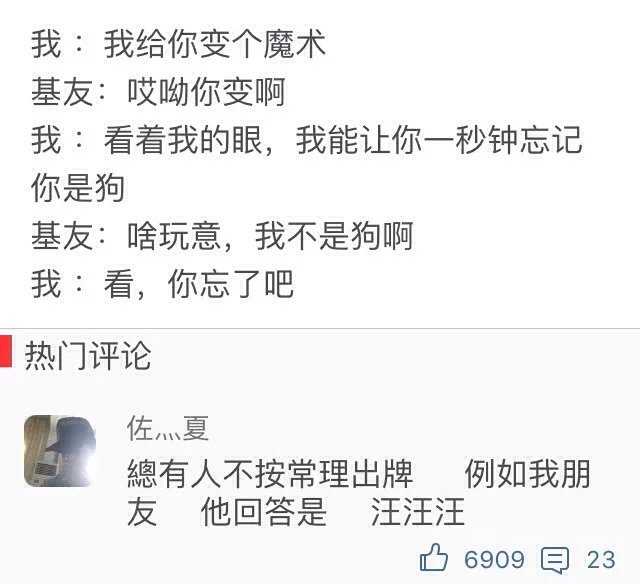 我：我给你变个魔术
基友：哎呦你变啊
我：看着我的眼，我能让你一秒钟忘记
你是狗
基友：啥玩意，我不是狗啊
我：看，你忘了吧
热门评论
佐灬夏
總有人不按常理出牌 例如我朋
友 他回答是 汪汪汪
6909 23